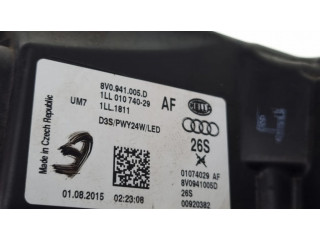 8V0.941.005.D
1LL 010 740-29 AF
UM7 1LL.1811
D3S/PWY24W/LED
Made in Czech Republic
HELLA
26S
01074029 AF
8V0941005D
26S
00920382
01.08.2015 02:23:08